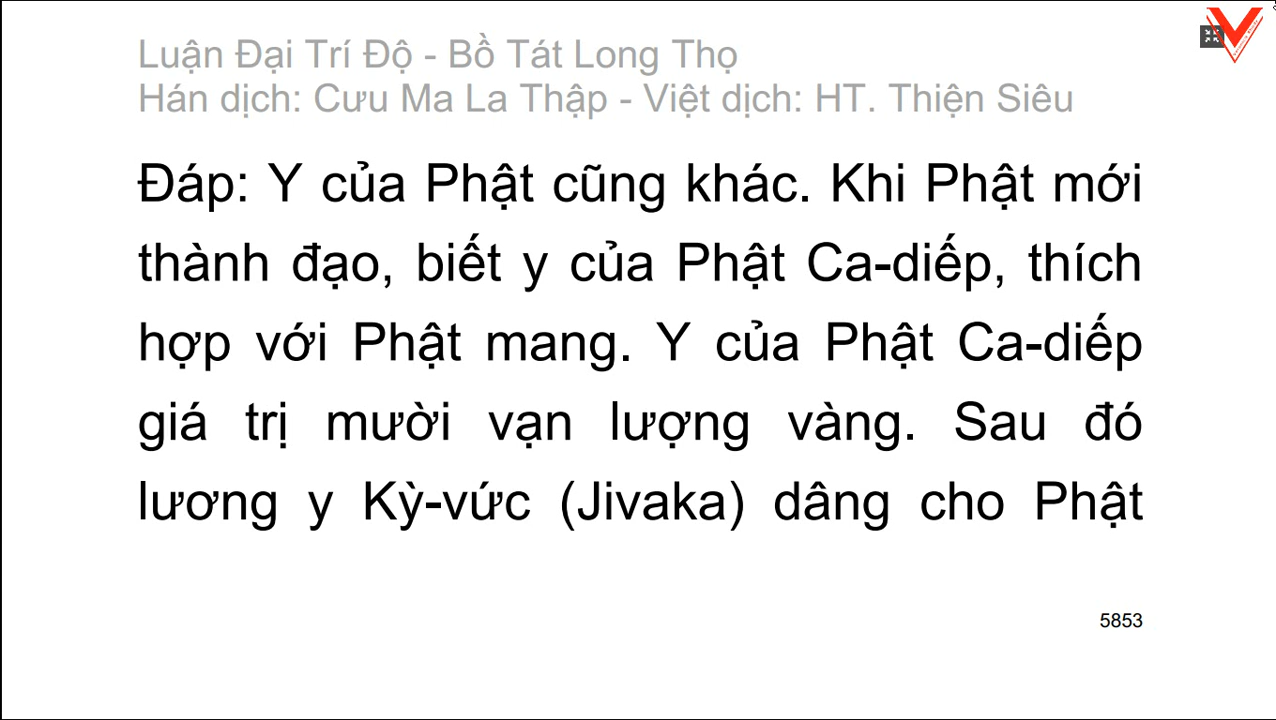 Luận Đại Trí Độ - Bồ Tát Long Thọ
Hán dịch: Cưu Ma La Thập - Việt dịch: HT. Thiện Siêu
Đáp: Y của Phật cũng khác. Khi Phật mới
thành đạo, biết y của Phật Ca-diếp, thích
hợp với Phật mang. Y của Phật Ca-diếp
giá trị mười vạn lượng vàng. Sau đó
lương y Kỳ-vức (Jivaka) dâng cho Phật
5853